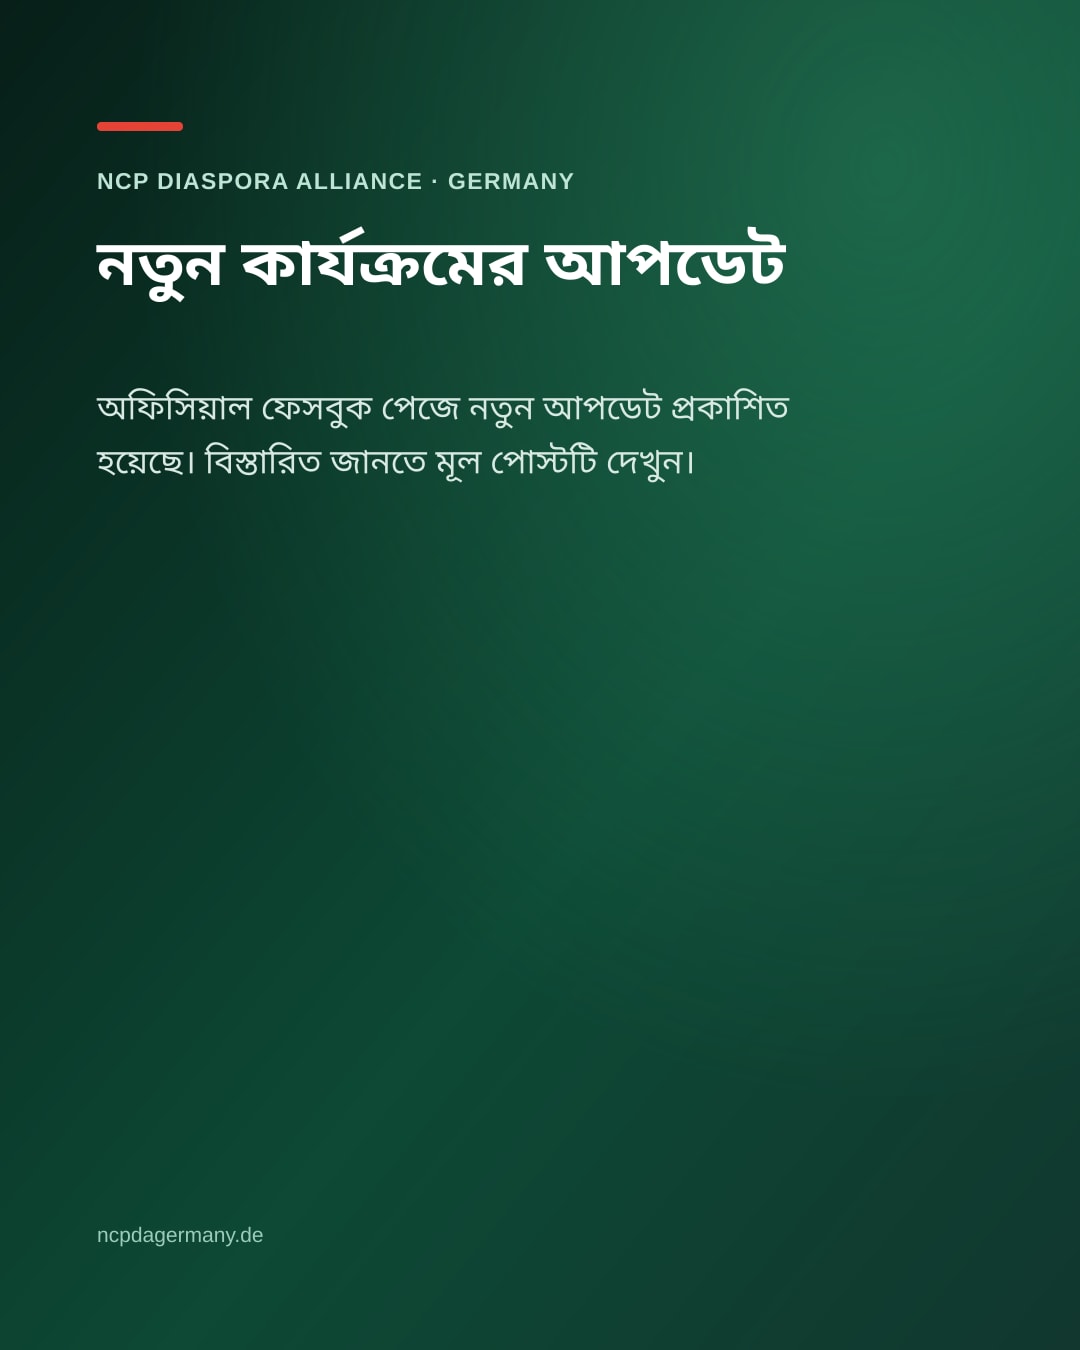 NCP DIASPORA ALLIANCE · GERMANY
নতুন কার্যক্রমের আপডেট
অফিসিয়াল ফেসবুক পেজে নতুন আপডেট প্রকাশিত
হয়েছে। বিস্তারিত জানতে মূল পোস্টটি দেখুন।
ncpdagermany.de